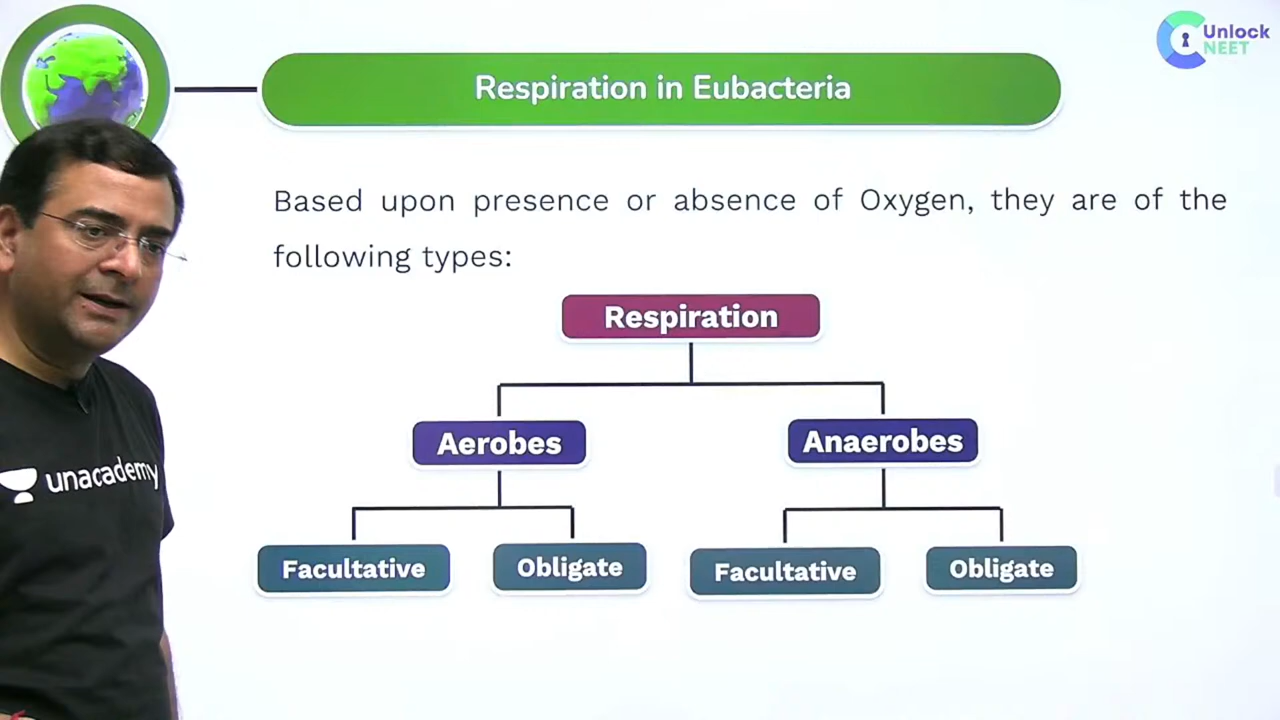 Unlock
NEET
Respiration in Eubacteria
Based upon presence or absence of Oxygen, they are of the
following types:
Respiration
Aerobes
Anaerobes
Facultative
Obligate
Facultative
Obligate
unacademy